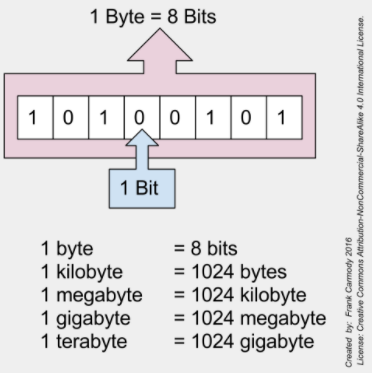 1 Byte = 8 Bits
1 0 1 0 0 1 0 1
1 Bit
1 byte = 8 bits
1 kilobyte = 1024 bytes
1 megabyte = 1024 kilobyte
1 gigabyte = 1024 megabyte
1 terabyte = 1024 gigabyte
Created by: Frank Carmody 2016
License: Creative Commons Attribution-NonCommercial-ShareAlike 4.0 International License.